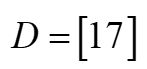 D = [17]